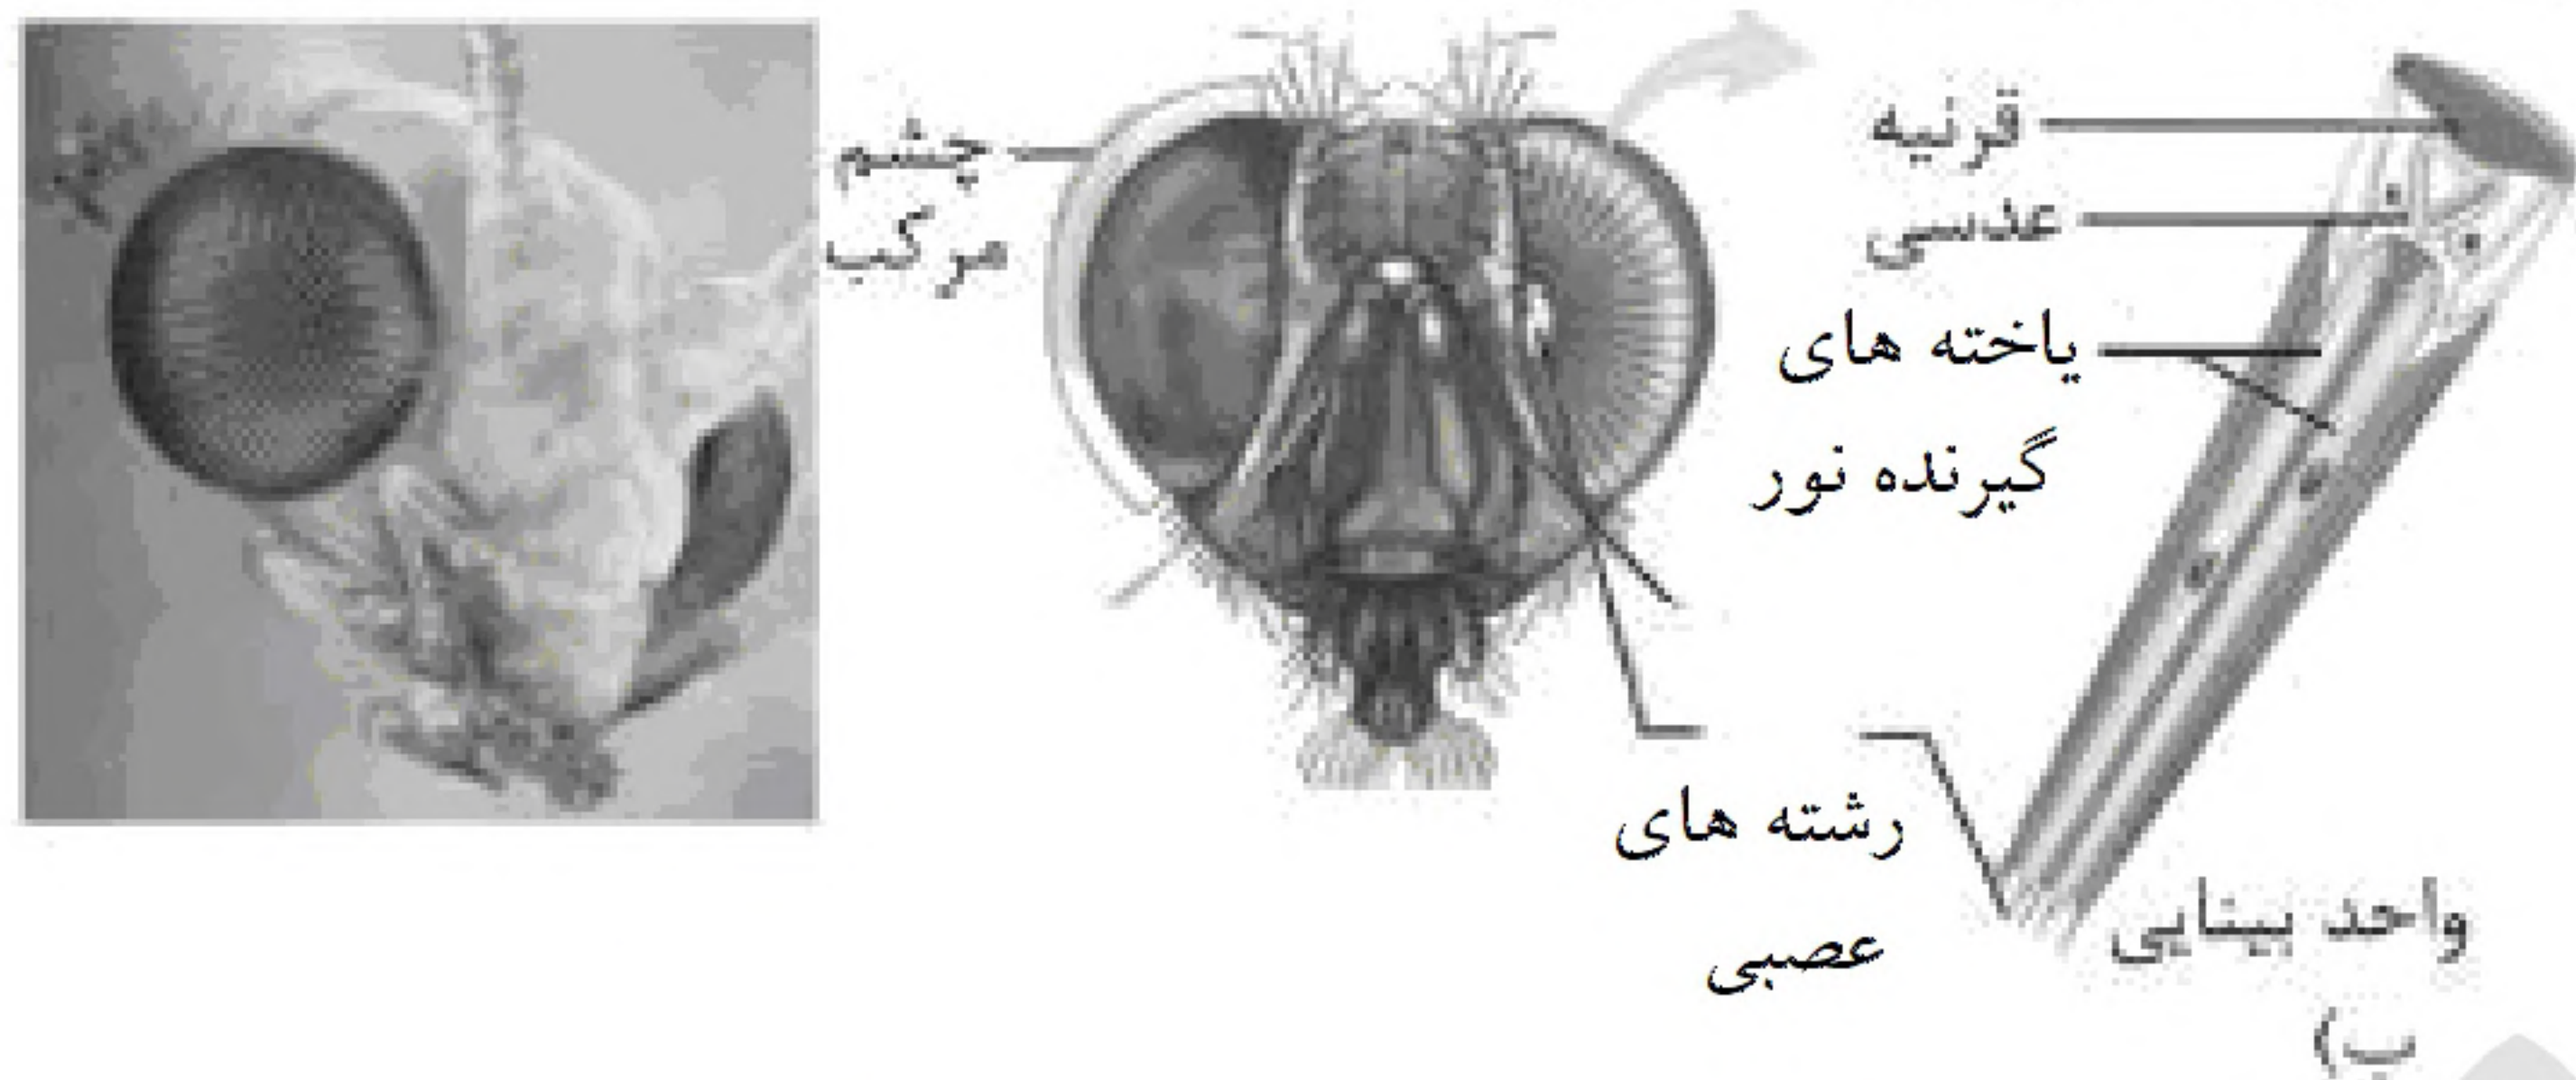 چشم
مرکب
قرنیه
عدسی
یاخته های
گیرنده نور
رشته های
عصبی
واحد بینایی
ب)